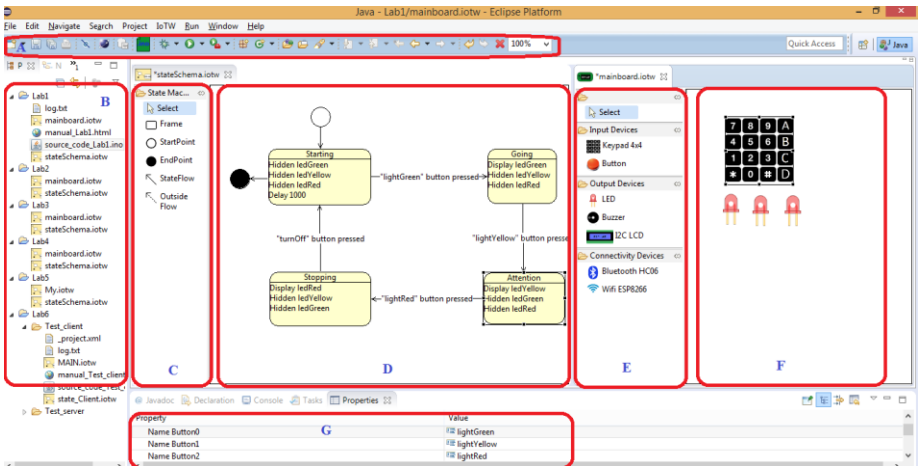 Java - Lab1/mainboard.iotw - Eclipse Platform
File Edit Navigate Search Project IoTW Run Window Help
A 100% Quick Access Java
P N 1
B
Lab1
log.txt
mainboard.iotw
manual_Lab1.html
source_code_Lab1.ino
stateSchema.iotw
Lab2
mainboard.iotw
stateSchema.iotw
Lab3
mainboard.iotw
stateSchema.iotw
Lab4
mainboard.iotw
stateSchema.iotw
Lab5
My.iotw
stateSchema.iotw
Lab6
Test_client
_project.xml
log.txt
MAIN.iotw
manual_Test_client
source_code_Test_
state_Client.iotw
Test_server
*stateSchema.iotw
State Mac...
Select
Frame
StartPoint
EndPoint
StateFlow
Outside
Flow
C
Starting
Hidden ledGreen
Hidden ledYellow
Hidden ledRed
Delay 1000
"lightGreen" button pressed
Going
Display ledGreen
Hidden ledYellow
Hidden ledRed
"turnOff" button pressed
"lightYellow" button presse
Stopping
Display ledRed
Hidden ledYellow
Hidden ledGreen
"lightRed" button pressed
Attention
Display ledYellow
Hidden ledGreen
Hidden ledRed
D
*mainboard.iotw
Select
Input Devices
Keypad 4x4
Button
Output Devices
LED
Buzzer
I2C LCD
Connectivity Devices
Bluetooth HC06
Wifi ESP8266
E
7 8 9 A
4 5 6 B
1 2 3 C
* 0 # D
F
@ Javadoc Declaration Console Tasks Properties
Property Value
G
Name Button0 lightGreen
Name Button1 lightYellow
Name Button2 lightRed